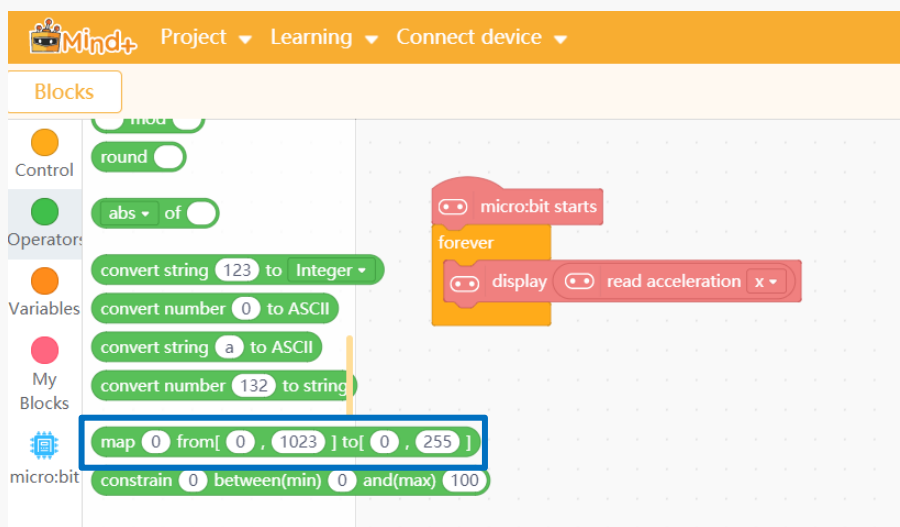 Mind+ Project Learning Connect device
Blocks
Control
Operators
Variables
My
Blocks
micro:bit
mod
round
abs of
convert string 123 to Integer
convert number 0 to ASCII
convert string a to ASCII
convert number 132 to string
map 0 from[ 0 , 1023 ] to[ 0 , 255 ]
constrain 0 between(min) 0 and(max) 100
micro:bit starts
forever
display read acceleration x